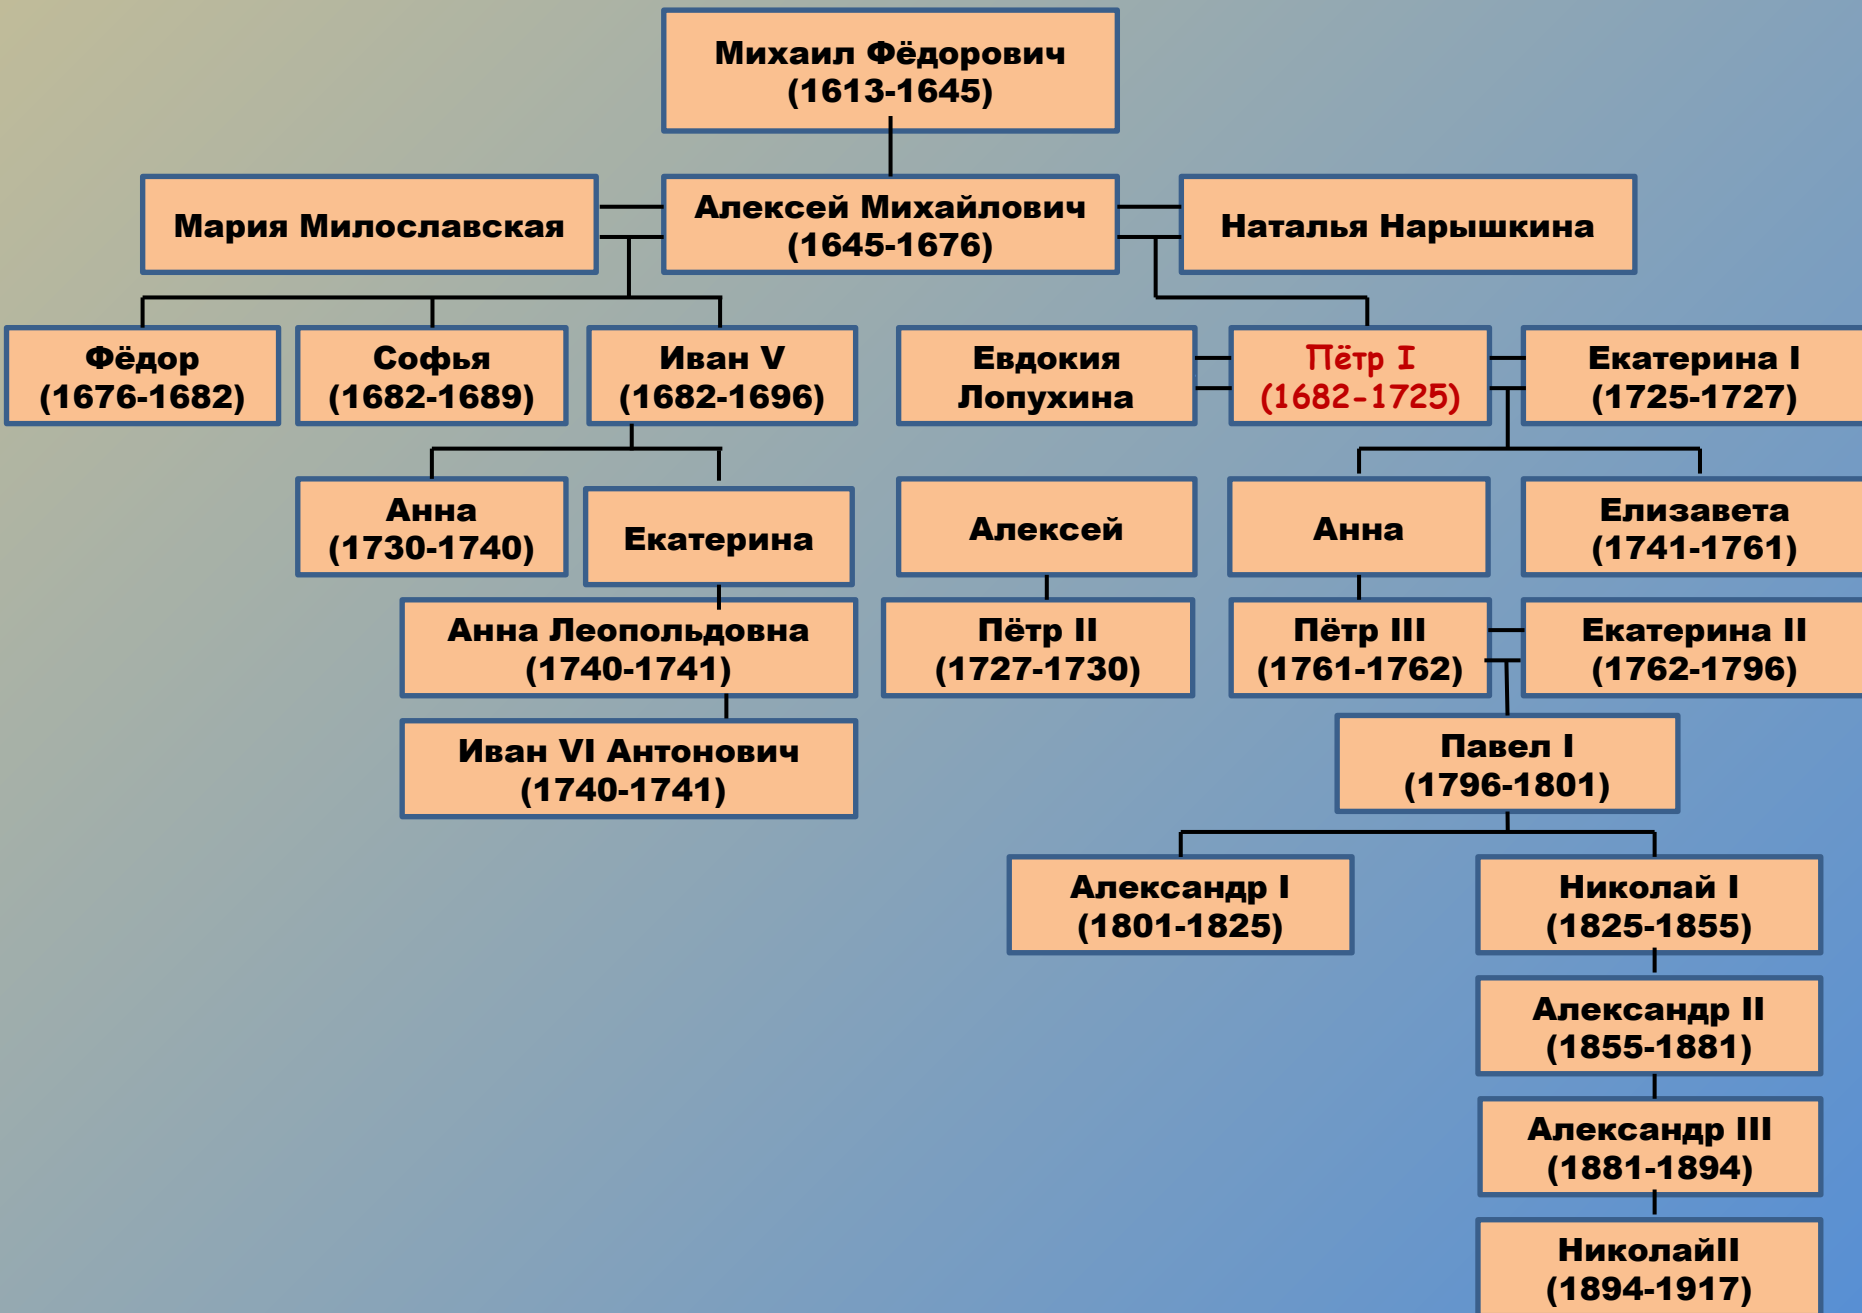 Михаил Фёдорович
(1613-1645)
Мария Милославская
Алексей Михайлович
(1645-1676)
Наталья Нарышкина
Фёдор
(1676-1682)
Софья
(1682-1689)
Иван V
(1682-1696)
Евдокия
Лопухина
Пётр I
(1682-1725)
Екатерина I
(1725-1727)
Анна
(1730-1740)
Екатерина
Алексей
Анна
Елизавета
(1741-1761)
Анна Леопольдовна
(1740-1741)
Пётр II
(1727-1730)
Пётр III
(1761-1762)
Екатерина II
(1762-1796)
Иван VI Антонович
(1740-1741)
Павел I
(1796-1801)
Александр I
(1801-1825)
Николай I
(1825-1855)
Александр II
(1855-1881)
Александр III
(1881-1894)
НиколайII
(1894-1917)